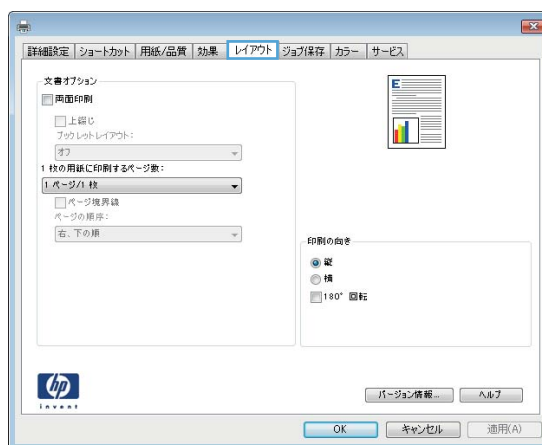 詳細設定 ショートカット 用紙/品質 効果 レイアウト ジョブ保存 カラー サービス
文書オプション
両面印刷
上綴じ
ブックレットレイアウト:
オフ
1 枚の用紙に印刷するページ数:
1 ページ/1 枚
ページ境界線
ページの順序:
右、下の順
E
印刷の向き
縦
横
180° 回転
hp
invent
バージョン情報... ヘルプ
OK キャンセル 適用(A)